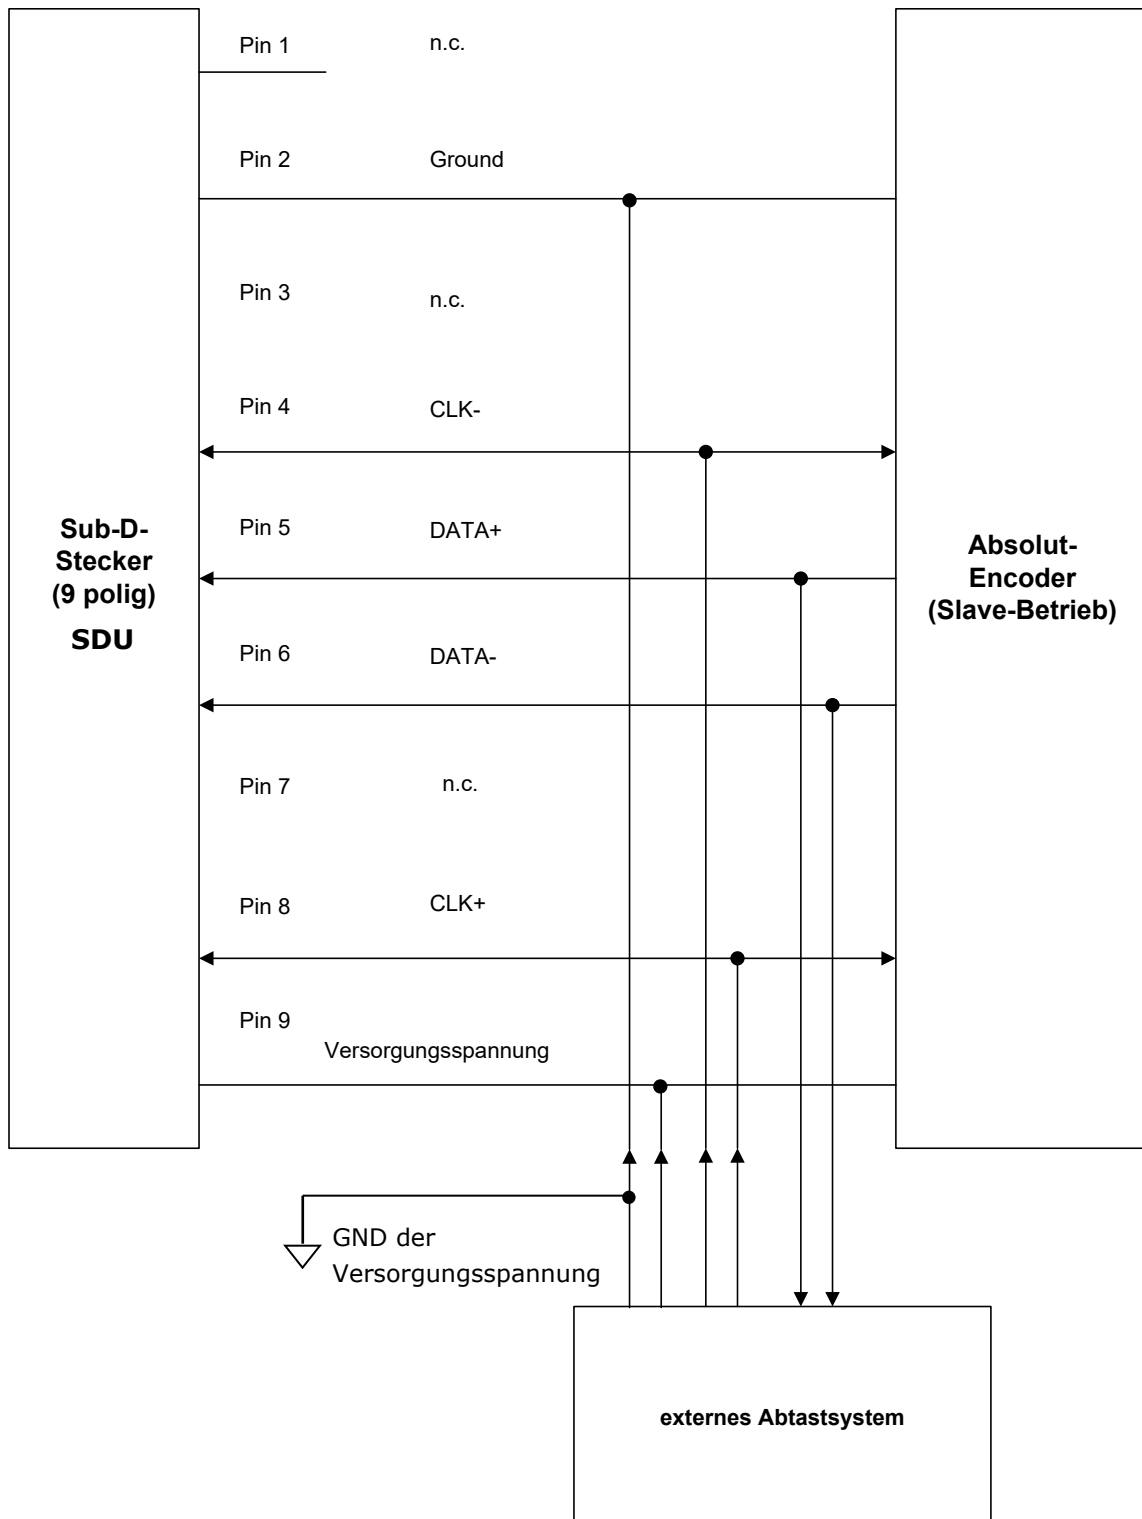 Pin 1
n.c.
Pin 2
Ground
Pin 3
n.c.
Pin 4
CLK-
Sub-D-
Stecker
(9 polig)
SDU
Pin 5
DATA+
Absolut-
Encoder
(Slave-Betrieb)
Pin 6
DATA-
Pin 7
n.c.
Pin 8
CLK+
Pin 9
Versorgungsspannung
GND der
Versorgungsspannung
externes Abtastsystem